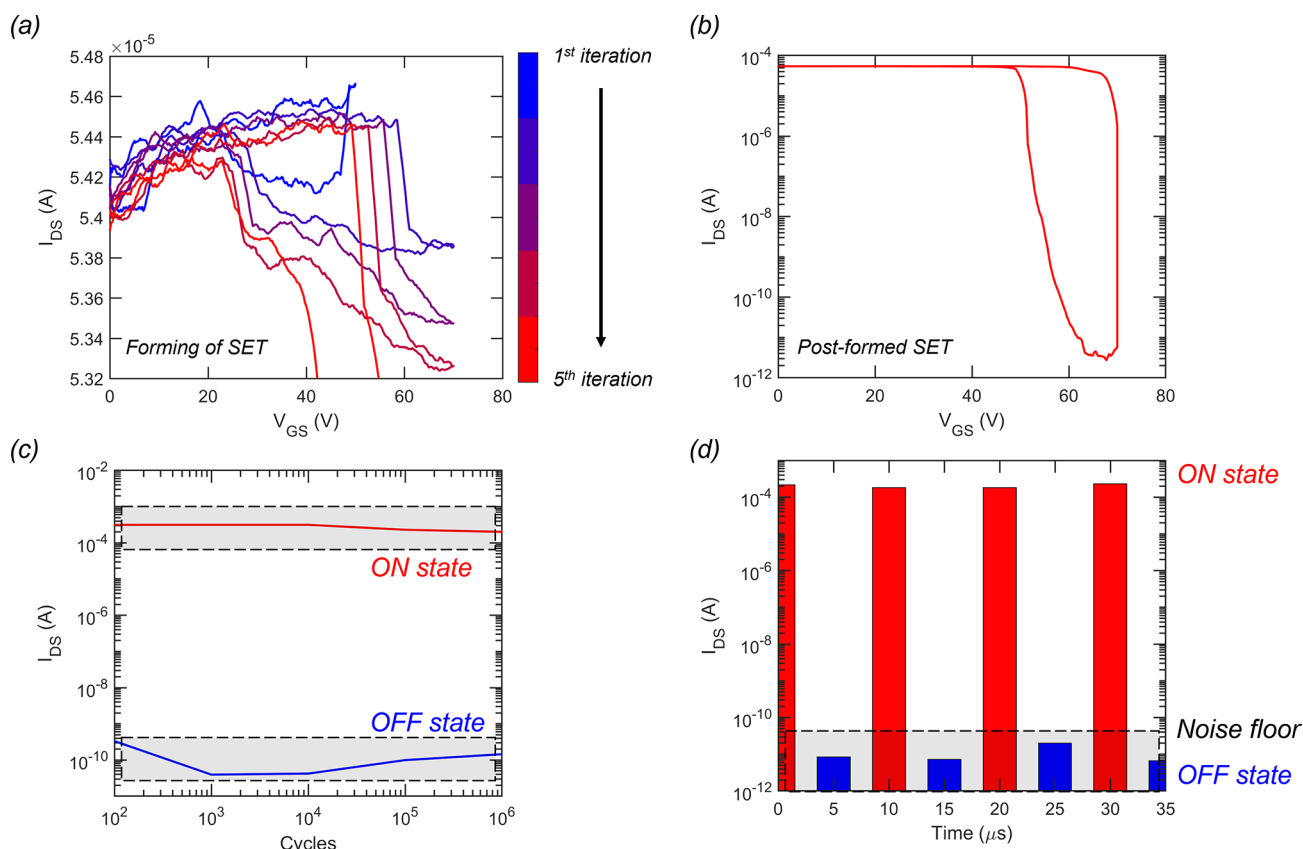 (a)
×10⁻⁵
5.48
5.46
5.44
5.42
5.4
5.38
5.36
5.34
5.32
I_DS (A)
0
20
40
60
80
V_GS (V)
Forming of SET
1st iteration
5th iteration
(b)
10⁻⁴
10⁻⁶
10⁻⁸
10⁻¹⁰
10⁻¹²
I_DS (A)
0
20
40
60
80
V_GS (V)
Post-formed SET
(c)
10⁻²
10⁻⁴
10⁻⁶
10⁻⁸
10⁻¹⁰
I_DS (A)
ON state
OFF state
10²
10³
10⁴
10⁵
10⁶
Cycles
(d)
10⁻⁴
10⁻⁶
10⁻⁸
10⁻¹⁰
10⁻¹²
I_DS (A)
0
5
10
15
20
25
30
35
Time (μs)
ON state
Noise floor
OFF state